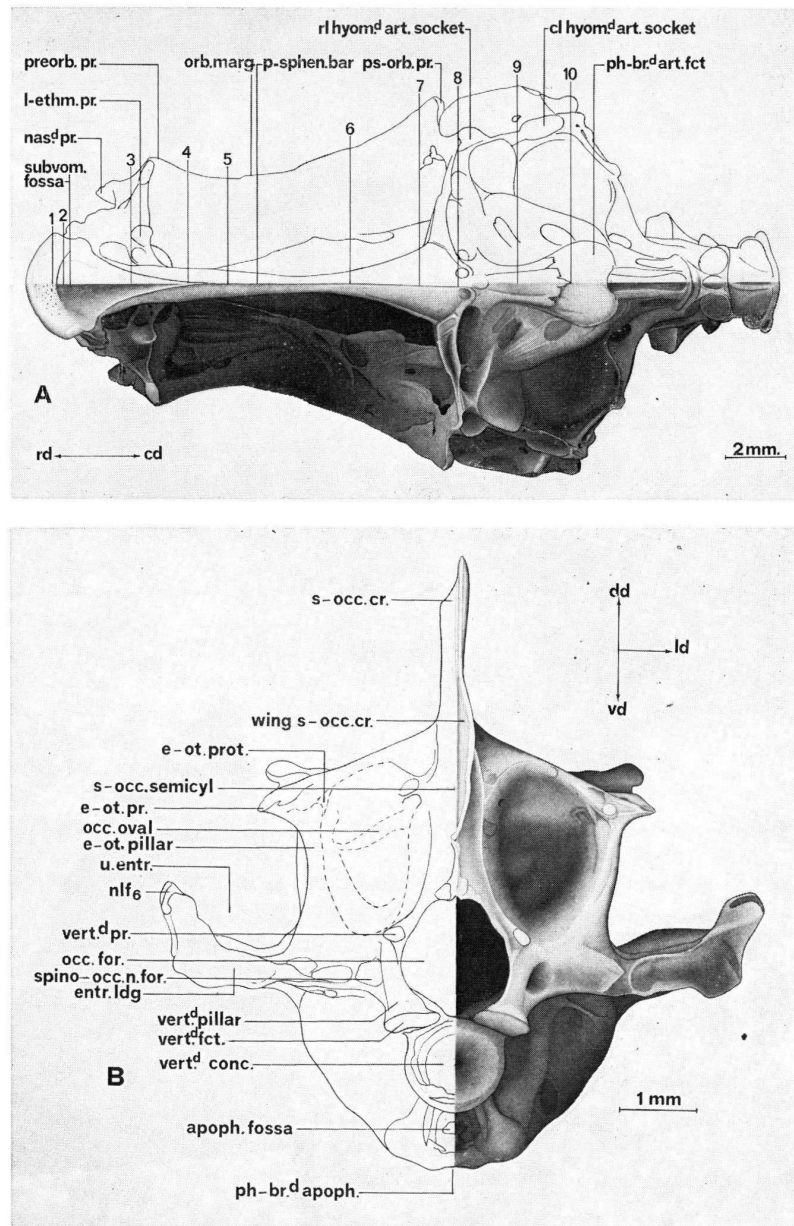 rl hyom.d art. socket cl hyom.d art. socket
preorb. pr. orb.marg. p-sphen.bar ps-orb.pr. ph-br.d art.fct
l-ethm.pr.
nas.d pr.
subvom. fossa
1 2 3 4 5 6 7 8 9 10
A
rd cd
2mm.
s-occ.cr.
dd
ld
vd
wing s-occ.cr.
e-ot.prot.
s-occ.semicyl
e-ot.pr.
occ.oval
e-ot.pillar
u.entr.
nlf6
vert.d pr.
occ.for.
spino-occ.n.for.
entr.ldg
vert.d pillar
vert.d fct.
vert.d conc.
B
1 mm
apoph.fossa
ph-br.d apoph.